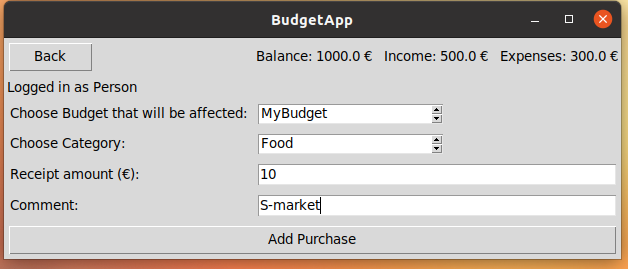 BudgetApp
Back Balance: 1000.0 € Income: 500.0 € Expenses: 300.0 €
Logged in as Person
Choose Budget that will be affected: MyBudget
Choose Category: Food
Receipt amount (€): 10
Comment: S-market
Add Purchase